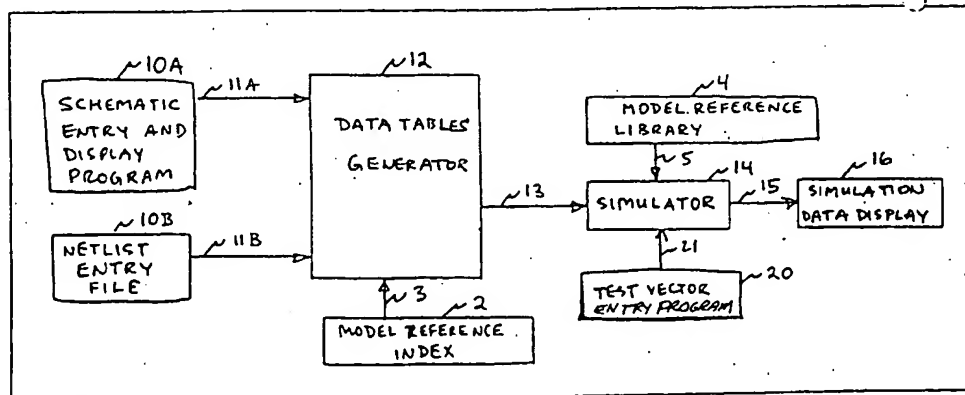 10A
SCHEMATIC
ENTRY AND
DISPLAY
PROGRAM
11A
10B
NETLIST
ENTRY
FILE
11B
12
DATA TABLES
GENERATOR
3
2
MODEL REFERENCE
INDEX
13
4
MODEL REFERENCE
LIBRARY
5
14
SIMULATOR
15
16
SIMULATION
DATA DISPLAY
21
20
TEST VECTOR
ENTRY PROGRAM